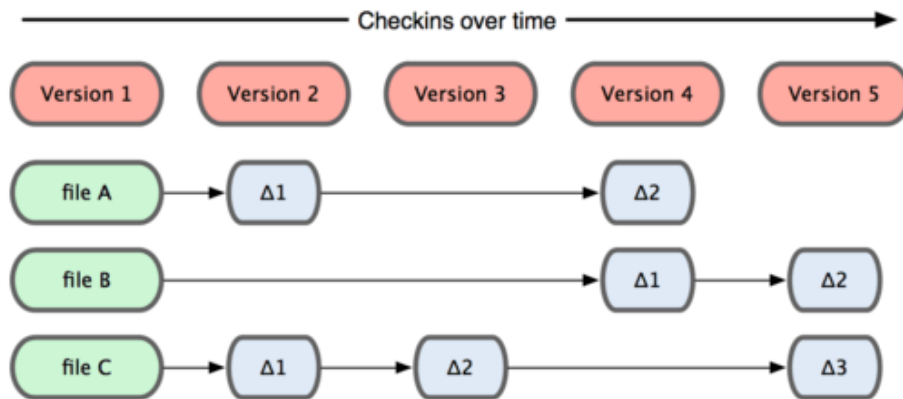 Checkins over time
Version 1 Version 2 Version 3 Version 4 Version 5
file A Δ1 Δ2
file B Δ1 Δ2
file C Δ1 Δ2 Δ3